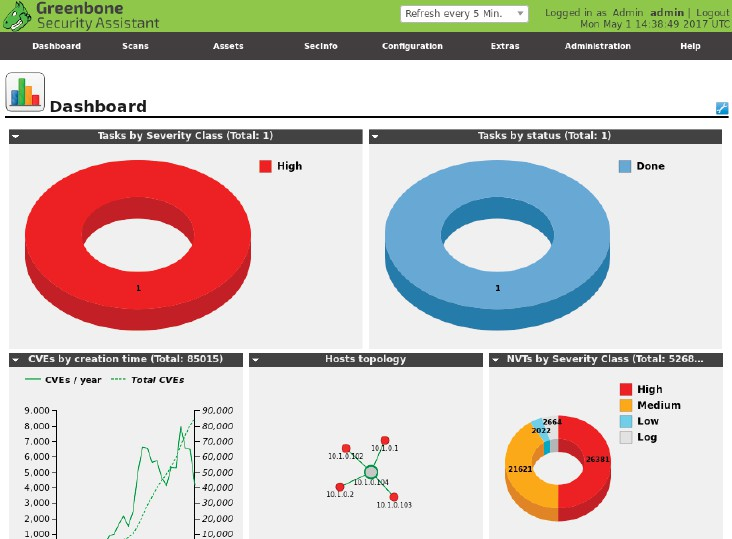 Greenbone
Security Assistant
Refresh every 5 Min.
Logged in as Admin admin | Logout
Mon May 1 14:38:49 2017 UTC
Dashboard Scans Assets SecInfo Configuration Extras Administration Help
Dashboard
Tasks by Severity Class (Total: 1)
High
1
Tasks by status (Total: 1)
Done
1
CVEs by creation time (Total: 85015)
CVEs / year Total CVEs
9,000 90,000
8,000 80,000
7,000 70,000
6,000 60,000
5,000 50,000
4,000 40,000
3,000 30,000
2,000 20,000
1,000 10,000
Hosts topology
10.1.0.1
10.1.0.102
10.1.0.104
10.1.0.2
10.1.0.103
NVTs by Severity Class (Total: 5268...
High
Medium
Low
Log
2664
2022
26381
21621